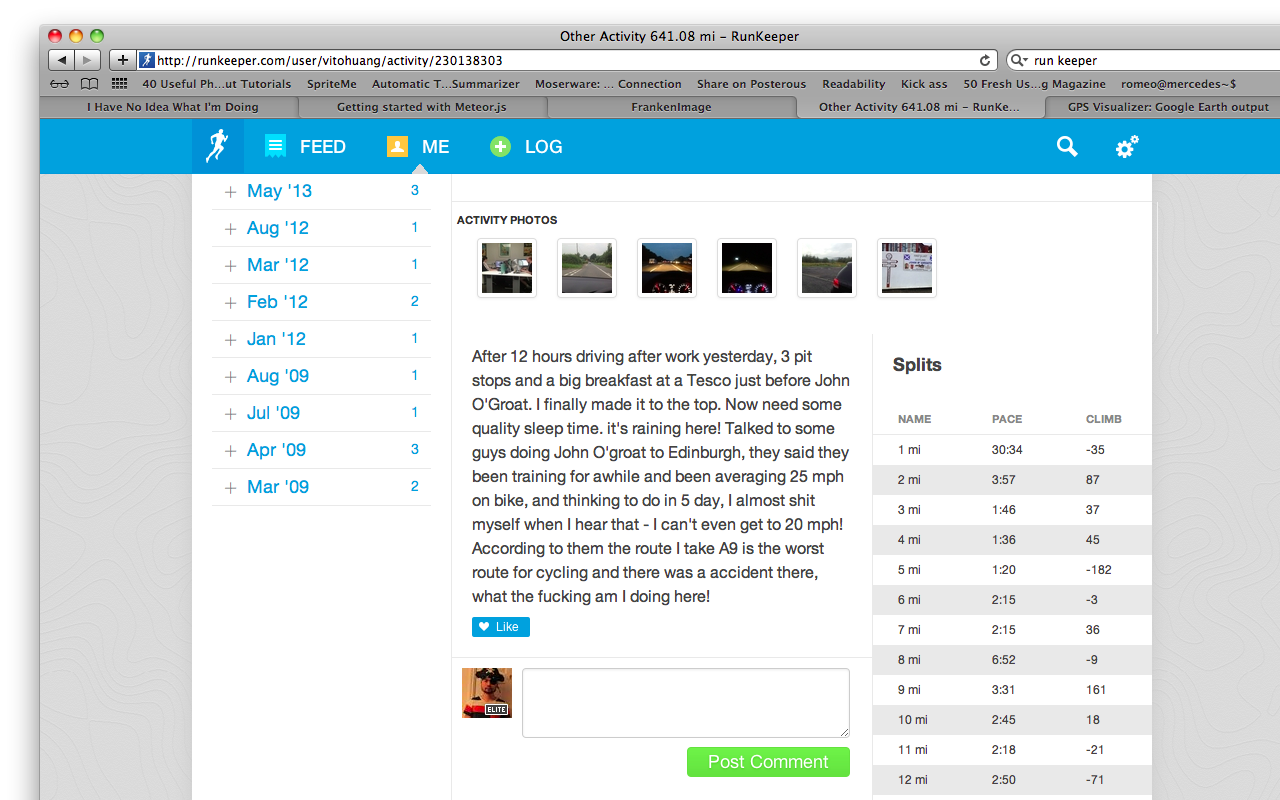 Other Activity 641.08 mi – RunKeeper
http://runkeeper.com/user/vitohuang/activity/230138303
run keeper
40 Useful Ph...ut Tutorials SpriteMe Automatic T...Summarizer Moserware: ... Connection Share on Posterous Readability Kick ass 50 Fresh Us...g Magazine romeo@mercedes~$
I Have No Idea What I'm Doing Getting started with Meteor.js FrankenImage Other Activity 641.08 mi – RunKe... GPS Visualizer: Google Earth output
FEED ME LOG
May '13 3
Aug '12 1
Mar '12 1
Feb '12 2
Jan '12 1
Aug '09 1
Jul '09 1
Apr '09 3
Mar '09 2
ACTIVITY PHOTOS
After 12 hours driving after work yesterday, 3 pit
stops and a big breakfast at a Tesco just before John
O'Groat. I finally made it to the top. Now need some
quality sleep time. it's raining here! Talked to some
guys doing John O'groat to Edinburgh, they said they
been training for awhile and been averaging 25 mph
on bike, and thinking to do in 5 day, I almost shit
myself when I hear that - I can't even get to 20 mph!
According to them the route I take A9 is the worst
route for cycling and there was a accident there,
what the fucking am I doing here!
Like
ELITE
Post Comment
Splits
NAME PACE CLIMB
1 mi 30:34 -35
2 mi 3:57 87
3 mi 1:46 37
4 mi 1:36 45
5 mi 1:20 -182
6 mi 2:15 -3
7 mi 2:15 36
8 mi 6:52 -9
9 mi 3:31 161
10 mi 2:45 18
11 mi 2:18 -21
12 mi 2:50 -71